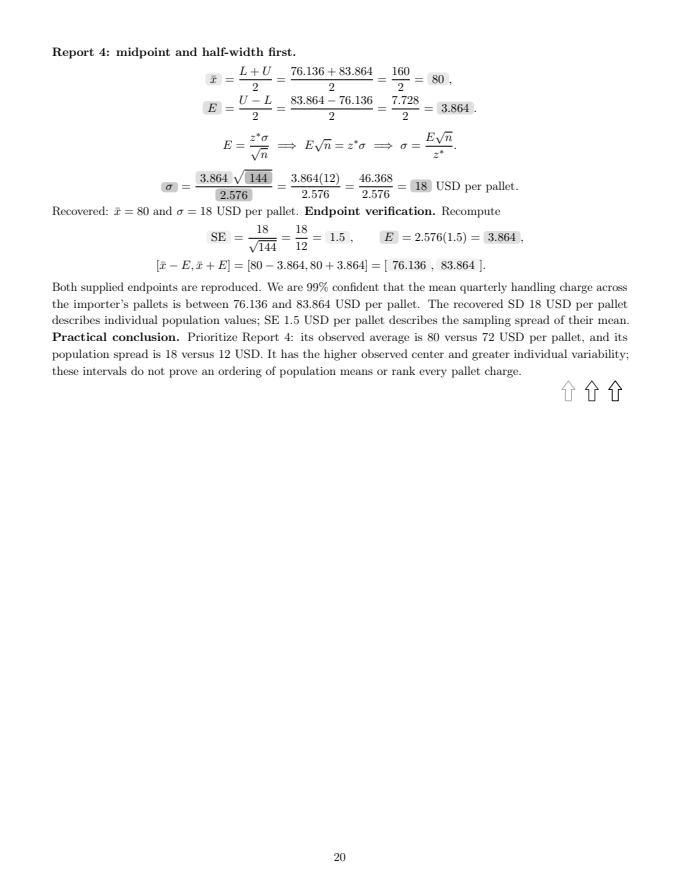 Report 4: midpoint and half-width first.
x̄ = (L + U)/2 = (76.136 + 83.864)/2 = 160/2 = 80 ,
E = (U − L)/2 = (83.864 − 76.136)/2 = 7.728/2 = 3.864 .
E = z*σ/√n ⟹ E√n = z*σ ⟹ σ = E√n/z* .
σ = 3.864 √144 / 2.576 = 3.864(12)/2.576 = 46.368/2.576 = 18 USD per pallet.
Recovered: x̄ = 80 and σ = 18 USD per pallet. Endpoint verification. Recompute
SE = 18/√144 = 18/12 = 1.5 , E = 2.576(1.5) = 3.864 ,
[x̄ − E, x̄ + E] = [80 − 3.864, 80 + 3.864] = [ 76.136 , 83.864 ].
Both supplied endpoints are reproduced. We are 99% confident that the mean quarterly handling charge across
the importer's pallets is between 76.136 and 83.864 USD per pallet. The recovered SD 18 USD per pallet
describes individual population values; SE 1.5 USD per pallet describes the sampling spread of their mean.
Practical conclusion. Prioritize Report 4: its observed average is 80 versus 72 USD per pallet, and its
population spread is 18 versus 12 USD. It has the higher observed center and greater individual variability;
these intervals do not prove an ordering of population means or rank every pallet charge.
20